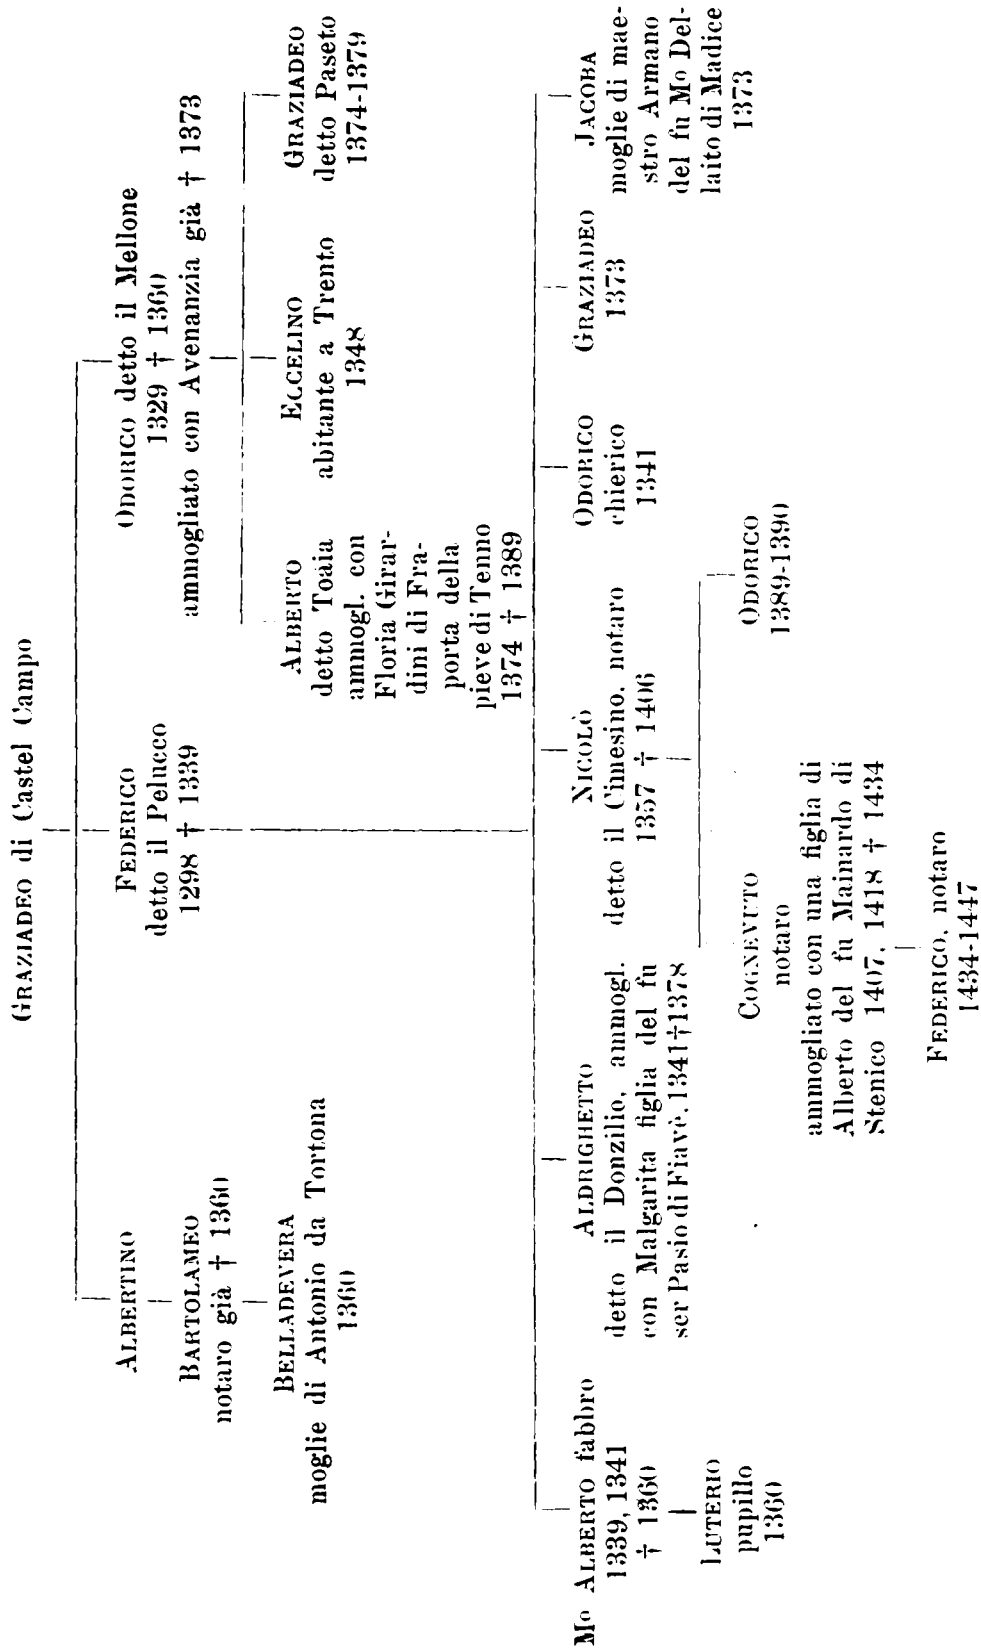 GRAZIADEO di Castel Campo
ALBERTINO
BARTOLAMEO
notaro già † 1360
BELLADEVERA
moglie di Antonio da Tortona
1360
FEDERICO
detto il Pelucco
1298 † 1339
ODORICO detto il Mellone
1329 † 1360
ammogliato con Avenanzia già † 1373
ALBERTO
detto Toaia
ammogl. con
Floria Girar-
dini di Fra-
porta della
pieve di Tenno
1374 † 1389
ECCELINO
abitante a Trento
1348
GRAZIADEO
detto Paseto
1374-1379
Mo ALBERTO fabbro
1339, 1341
† 1360
LUTERIO
pupillo
1360
ALDRIGHETTO
detto il Donzilio, ammogl.
con Malgarita figlia del fu
ser Pasio di Fiavè. 1341†1378
NICOLÒ
detto il Cimesino, notaro
1357 † 1406
COGNEVUTO
notaro
ammogliato con una figlia di
Alberto del fu Mainardo di
Stenico 1407, 1418 † 1434
FEDERICO, notaro
1434-1447
ODORICO
1389-1390
ODORICO
chierico
1341
GRAZIADEO
1373
JACOBA
moglie di mae-
stro Armano
del fu Mo Del-
laito di Madice
1373